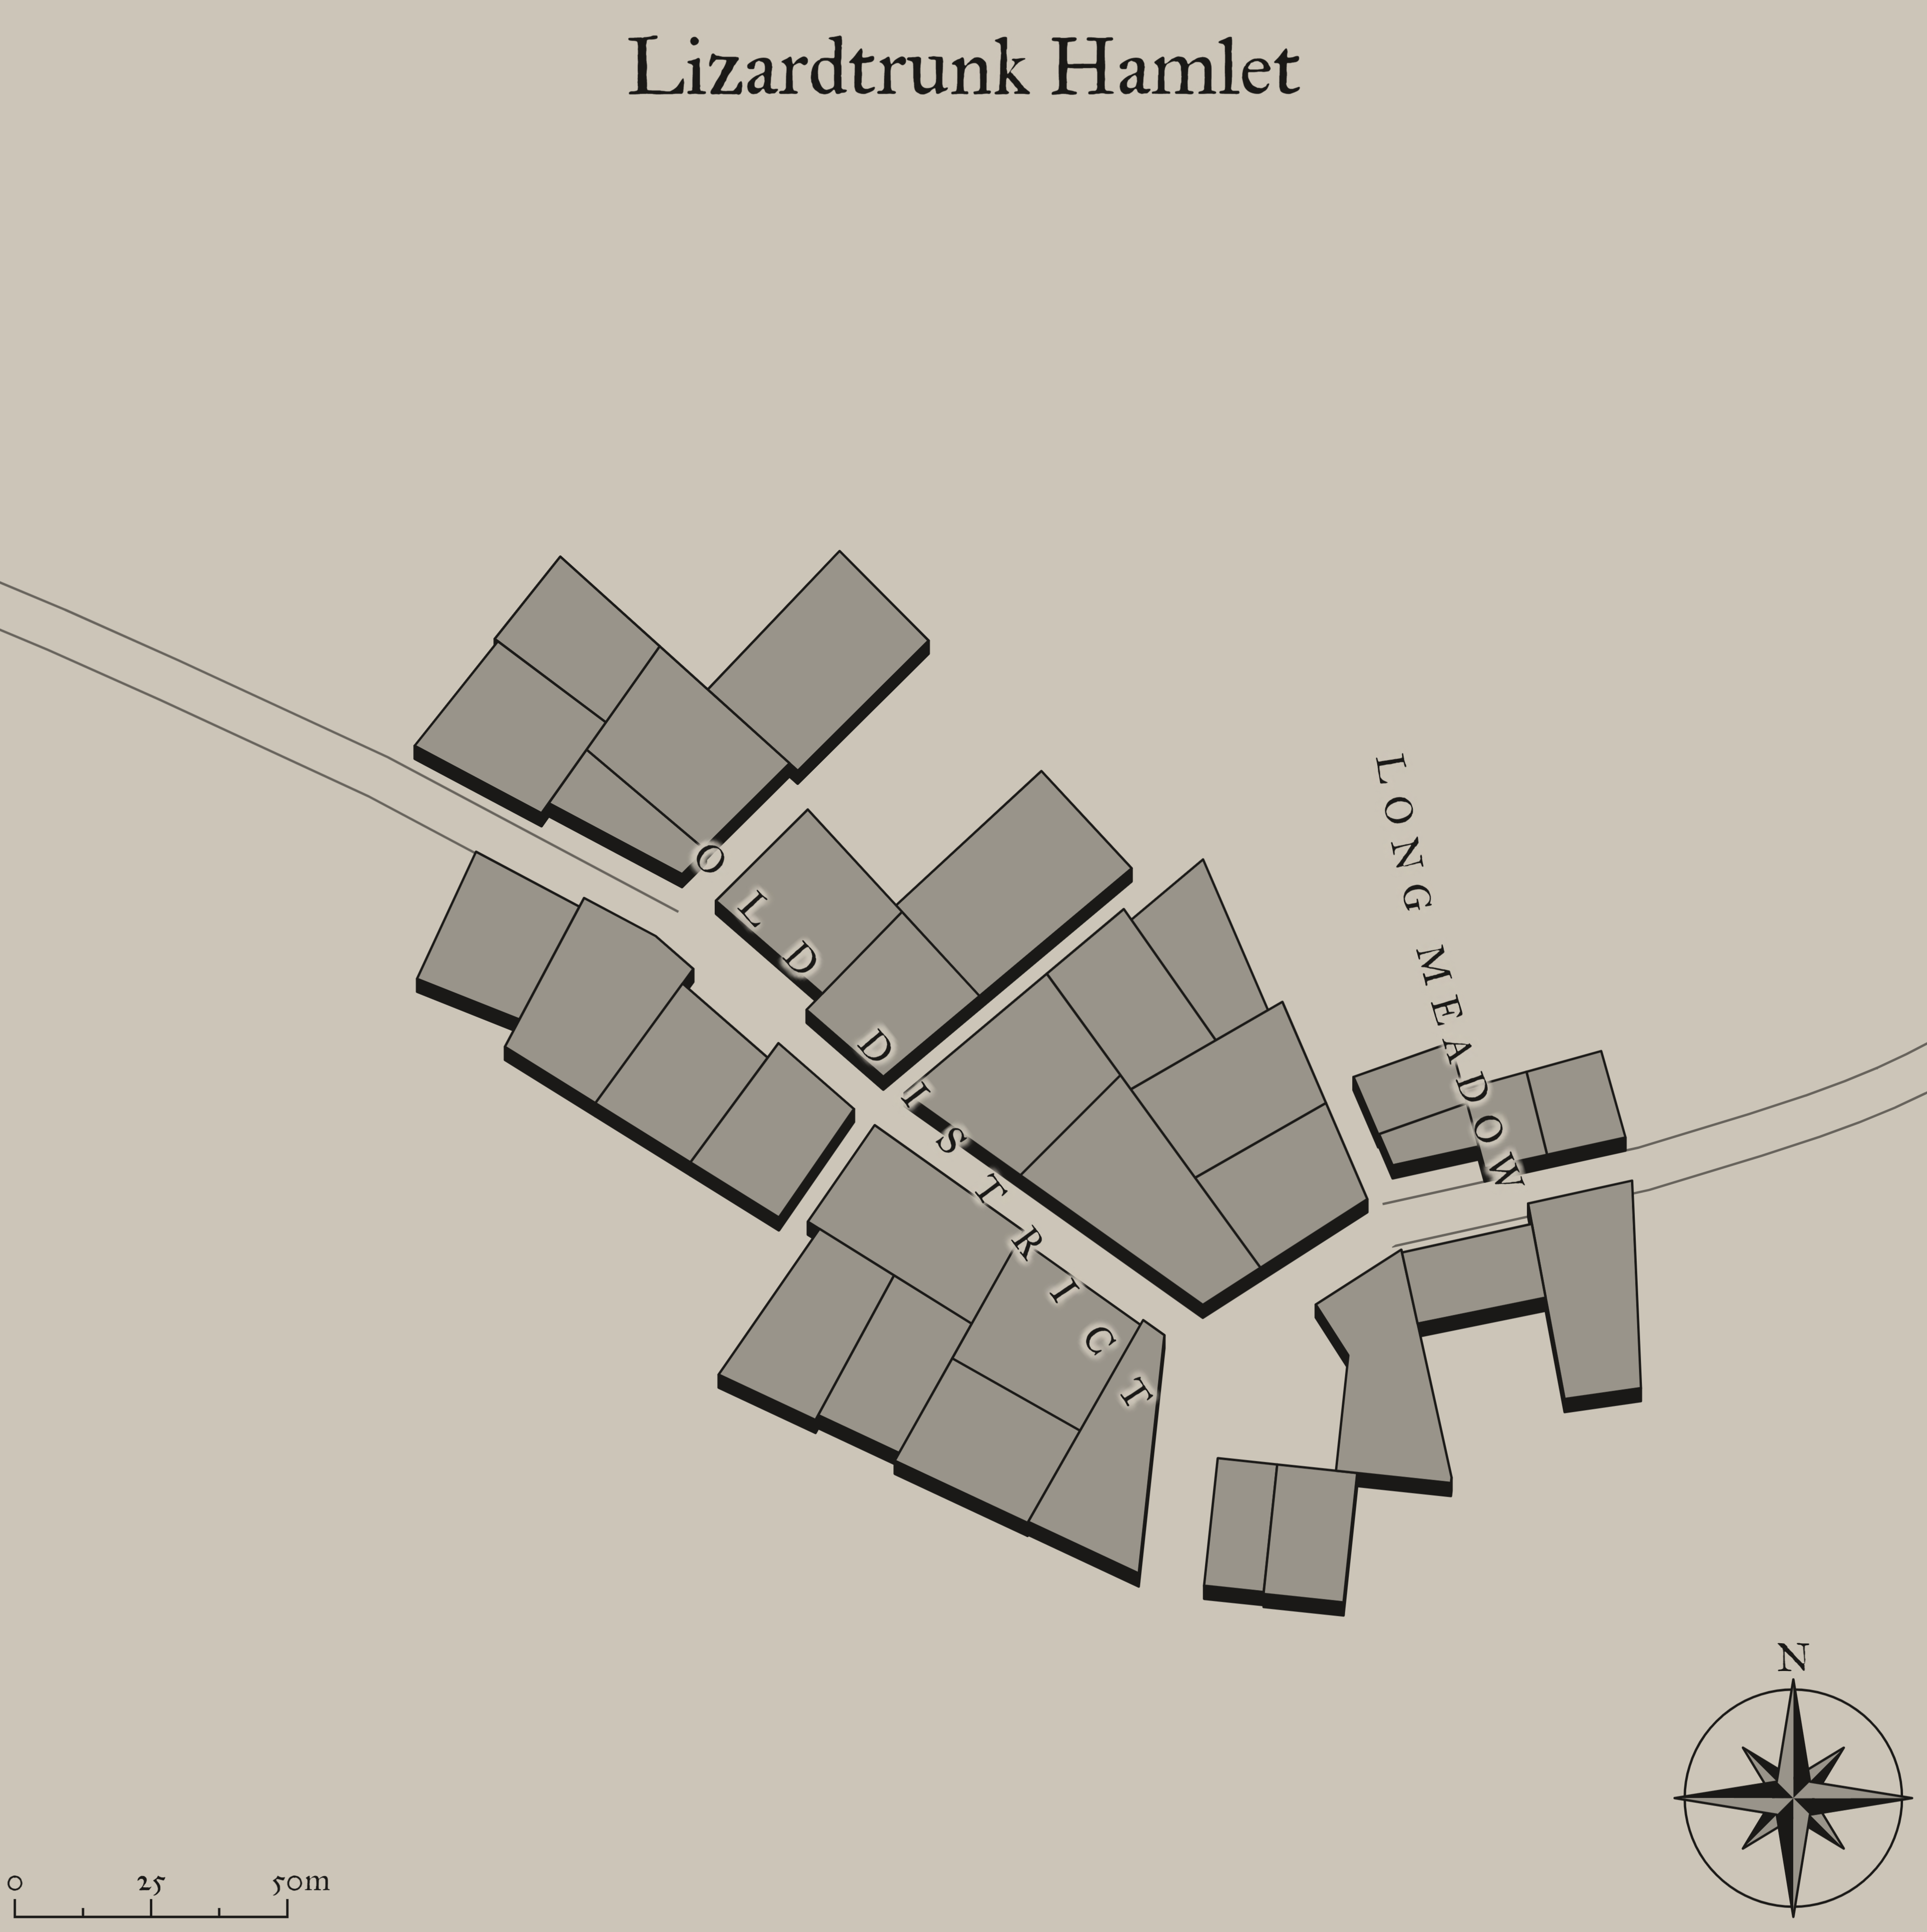 Lizardtrunk Hamlet
OLD DISTRICT
LONG MEADOW
N
0 25 50m